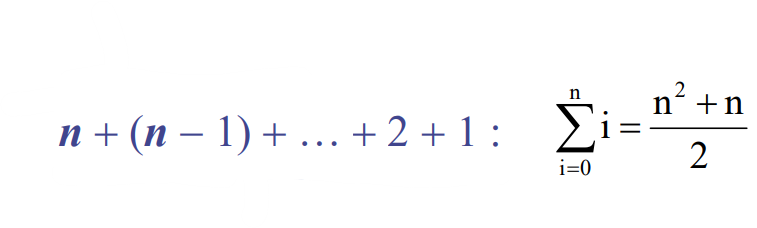 n + (n − 1) + … + 2 + 1 : ∑_{i=0}^{n} i = (n² + n)/2